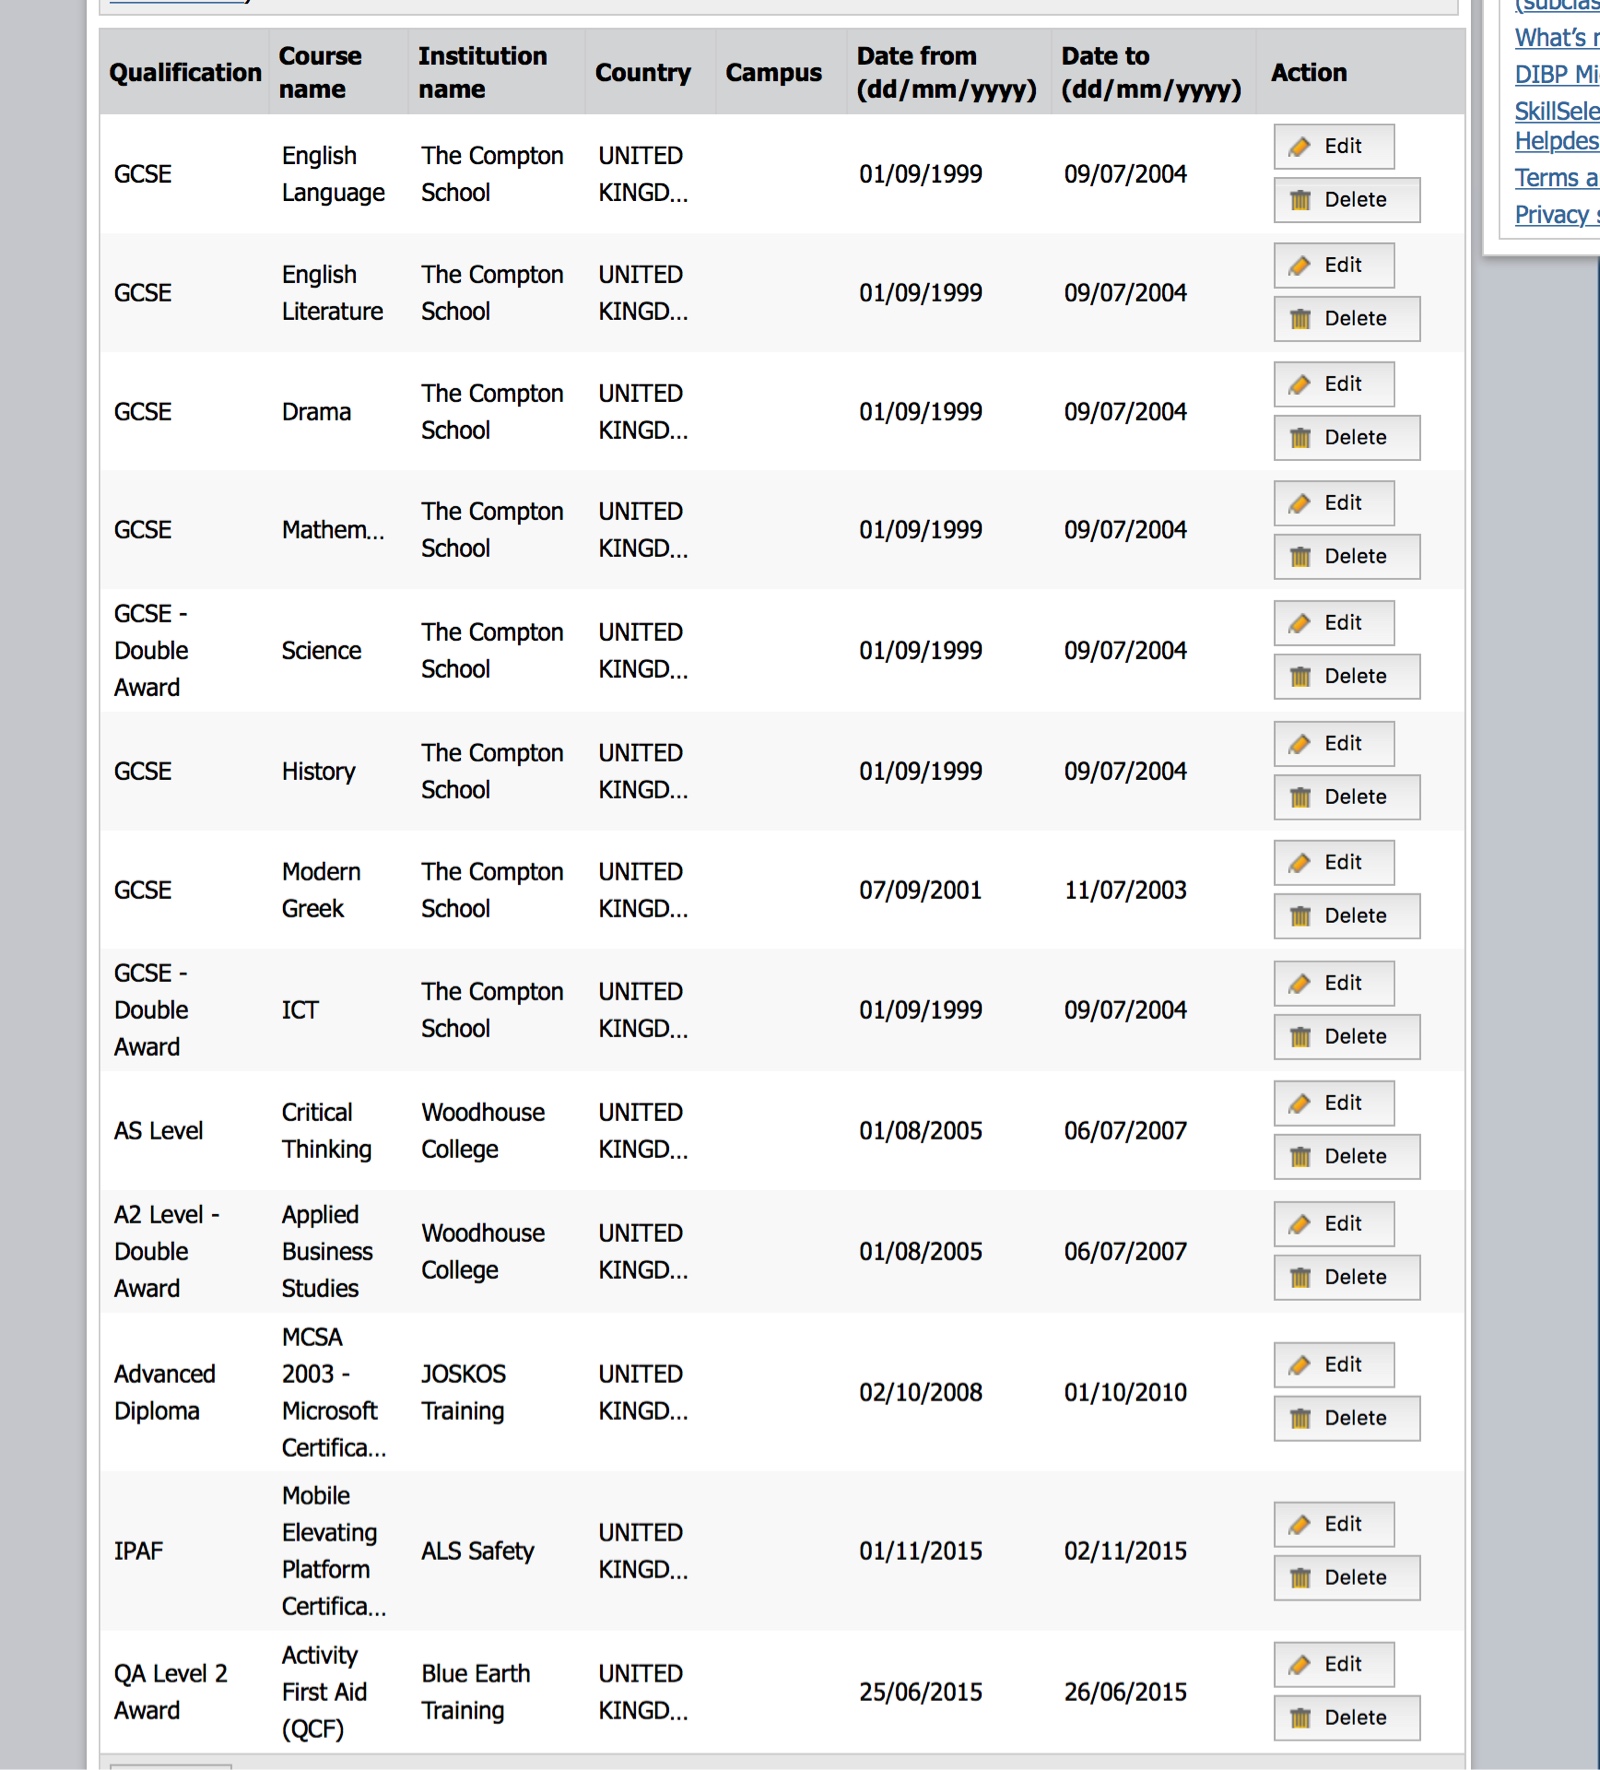 Qualification Course name Institution name Country Campus Date from (dd/mm/yyyy) Date to (dd/mm/yyyy) Action
GCSE English Language The Compton School UNITED KINGD... 01/09/1999 09/07/2004 Edit Delete
GCSE English Literature The Compton School UNITED KINGD... 01/09/1999 09/07/2004 Edit Delete
GCSE Drama The Compton School UNITED KINGD... 01/09/1999 09/07/2004 Edit Delete
GCSE Mathem... The Compton School UNITED KINGD... 01/09/1999 09/07/2004 Edit Delete
GCSE - Double Award Science The Compton School UNITED KINGD... 01/09/1999 09/07/2004 Edit Delete
GCSE History The Compton School UNITED KINGD... 01/09/1999 09/07/2004 Edit Delete
GCSE Modern Greek The Compton School UNITED KINGD... 07/09/2001 11/07/2003 Edit Delete
GCSE - Double Award ICT The Compton School UNITED KINGD... 01/09/1999 09/07/2004 Edit Delete
AS Level Critical Thinking Woodhouse College UNITED KINGD... 01/08/2005 06/07/2007 Edit Delete
A2 Level - Double Award Applied Business Studies Woodhouse College UNITED KINGD... 01/08/2005 06/07/2007 Edit Delete
Advanced Diploma MCSA 2003 - Microsoft Certifica... JOSKOS Training UNITED KINGD... 02/10/2008 01/10/2010 Edit Delete
IPAF Mobile Elevating Platform Certifica... ALS Safety UNITED KINGD... 01/11/2015 02/11/2015 Edit Delete
QA Level 2 Award Activity First Aid (QCF) Blue Earth Training UNITED KINGD... 25/06/2015 26/06/2015 Edit Delete
What's
DIBP
Terms
Privacy